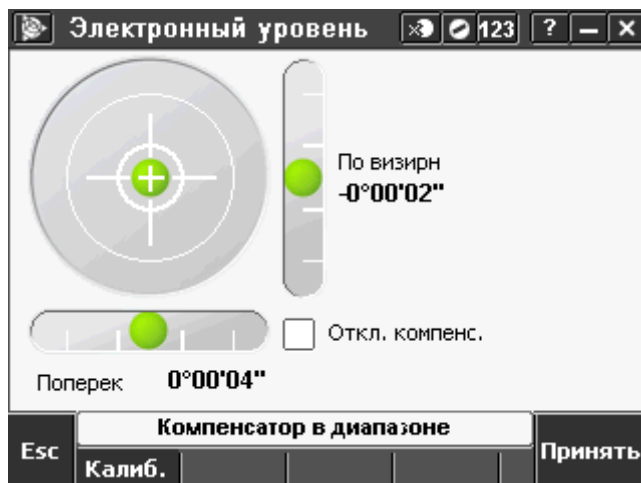 Электронный уровень
123
?
По визирн
-0°00'02"
Откл. компенс.
Поперек 0°00'04"
Компенсатор в диапазоне
Esc
Калиб.
Принять